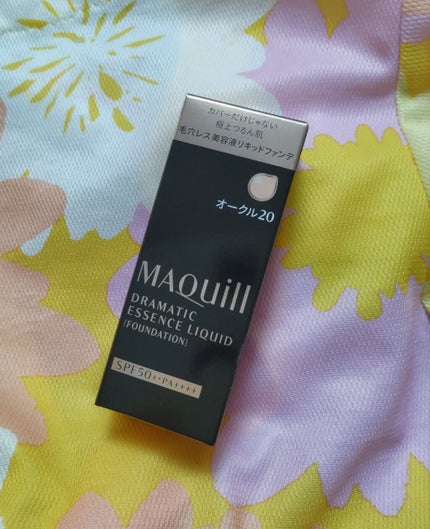 カバーだけじゃない
極上つるん肌
毛穴レス美容液リキッドファンデ
オークル20
MAQuill
DRAMATIC
ESSENCE LIQUID
(FOUNDATION)
SPF50+・PA++++